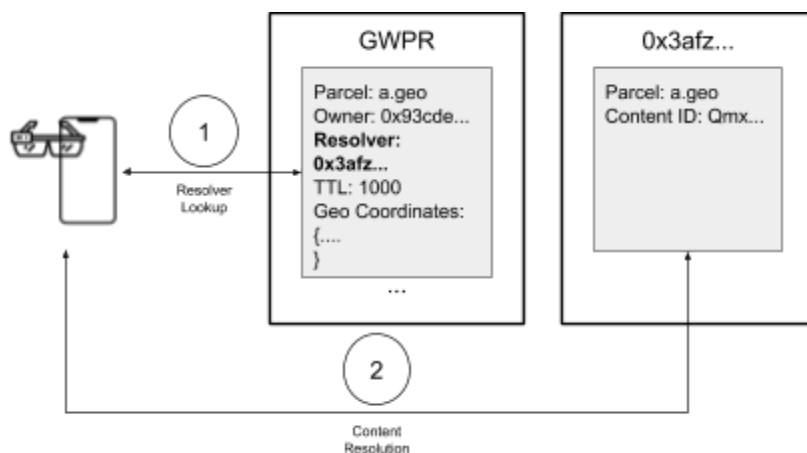 GWPR
Parcel: a.geo
Owner: 0x93cde...
Resolver:
0x3afz...
TTL: 1000
Geo Coordinates:
{....
}
...
0x3afz...
Parcel: a.geo
Content ID: Qmx...
1
Resolver
Lookup
2
Content
Resolution